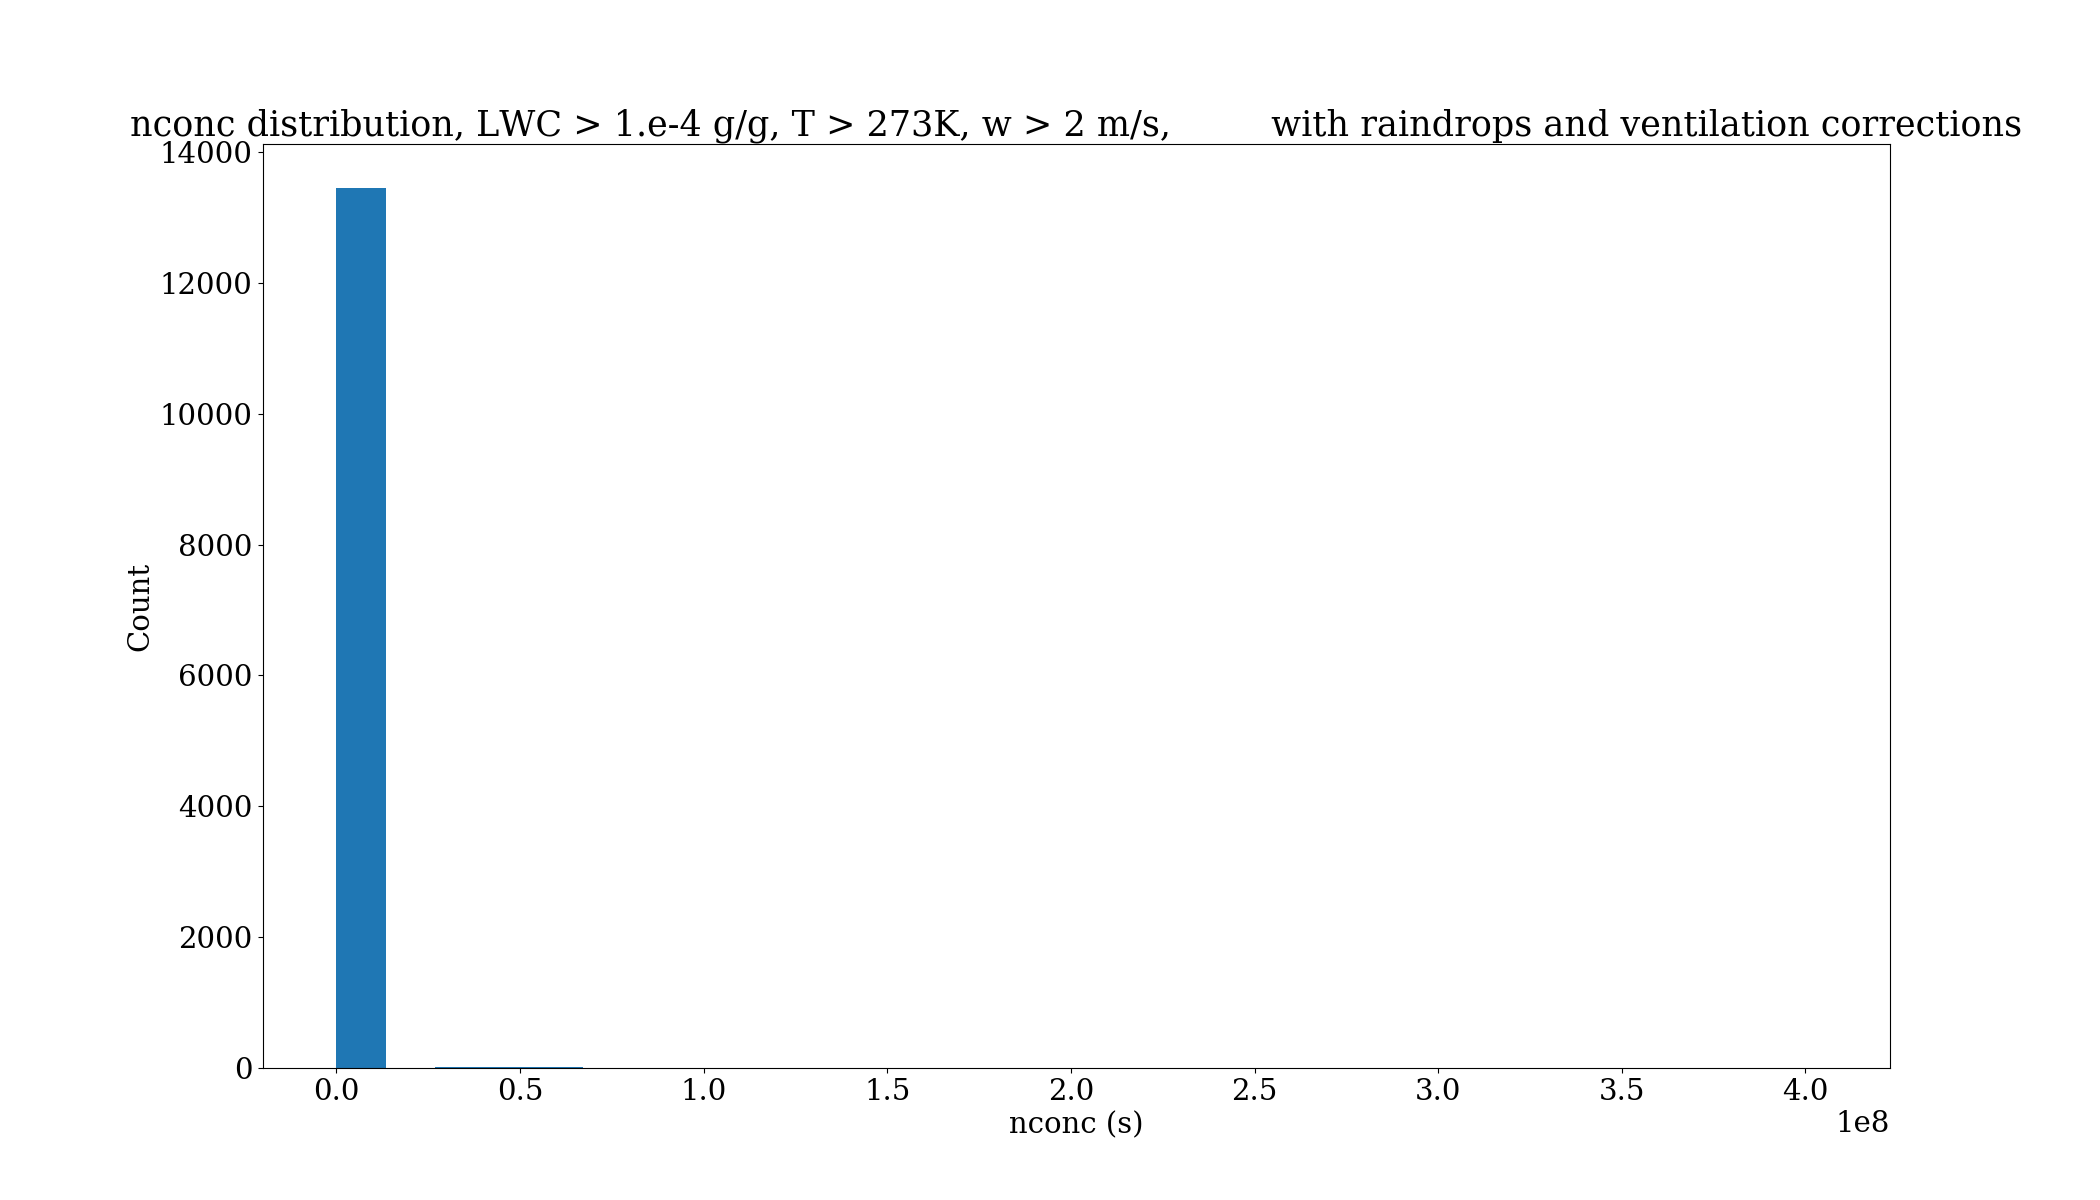 nconc distribution, LWC > 1.e-4 g/g, T > 273K, w > 2 m/s,        with raindrops and ventilation corrections
14000
12000
10000
8000
6000
4000
2000
0
Count
0.0 0.5 1.0 1.5 2.0 2.5 3.0 3.5 4.0
nconc (s)
1e8